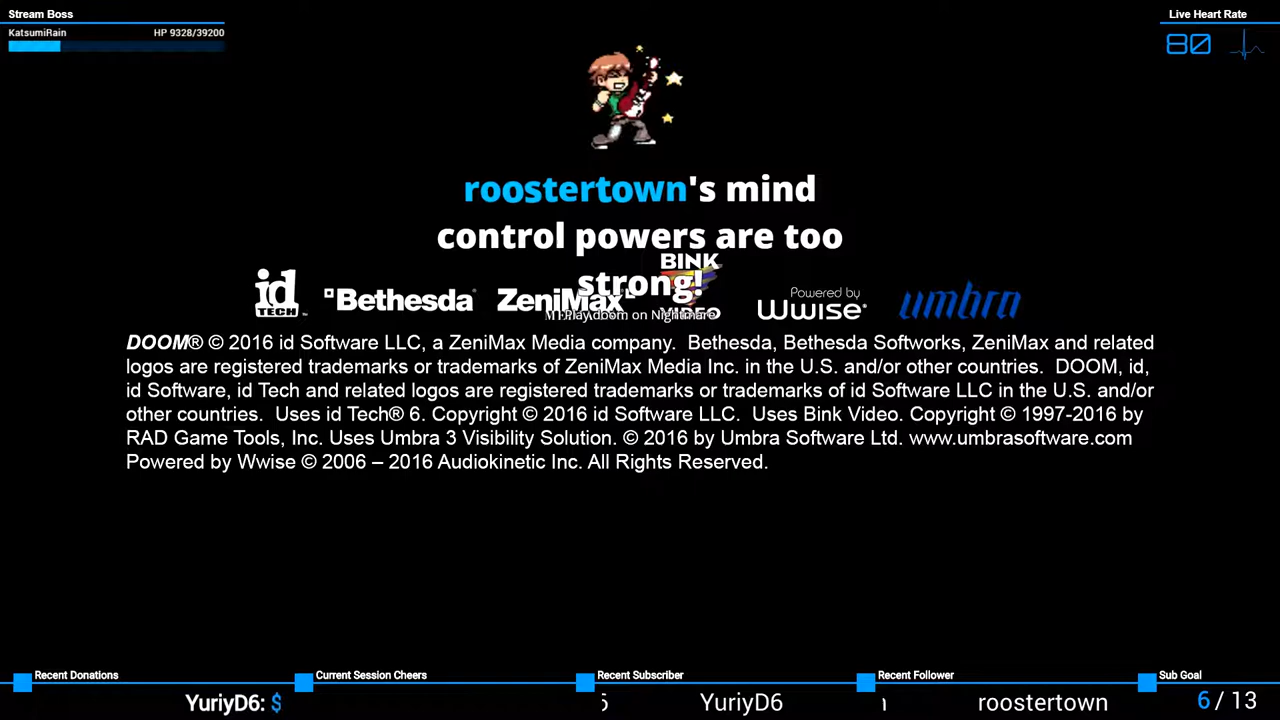 Stream Boss
KatsumiRain HP 9328/39200
Live Heart Rate
80
roostertown's mind
control powers are too
strong!
id TECH
Bethesda ZeniMax BINK VIDEO Powered by Wwise umbra
Play doom on Nightmare
DOOM® © 2016 id Software LLC, a ZeniMax Media company. Bethesda, Bethesda Softworks, ZeniMax and related
logos are registered trademarks or trademarks of ZeniMax Media Inc. in the U.S. and/or other countries. DOOM, id,
id Software, id Tech and related logos are registered trademarks or trademarks of id Software LLC in the U.S. and/or
other countries. Uses id Tech® 6. Copyright © 2016 id Software LLC. Uses Bink Video. Copyright © 1997-2016 by
RAD Game Tools, Inc. Uses Umbra 3 Visibility Solution. © 2016 by Umbra Software Ltd. www.umbrasoftware.com
Powered by Wwise © 2006 – 2016 Audiokinetic Inc. All Rights Reserved.
Recent Donations
YuriyD6: $
Current Session Cheers
Recent Subscriber
YuriyD6
Recent Follower
roostertown
Sub Goal
6 / 13